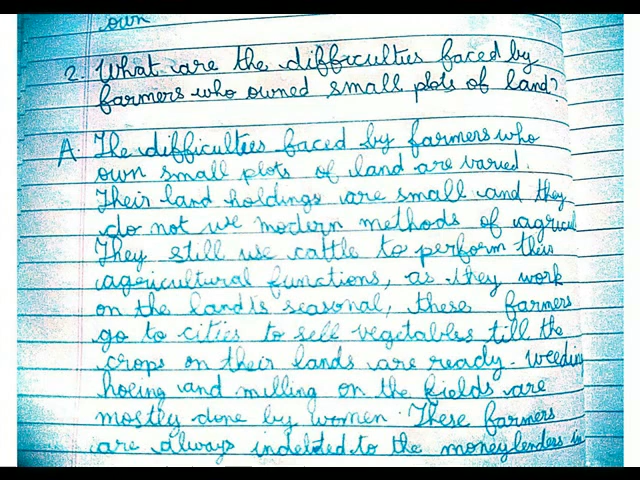 own
2. What are the difficulties faced by
farmers who owned small plots of land?
A. The difficulties faced by farmers who
own small plots of land are varied.
Their land holdings are small and they
do not use modern methods of agricul
They still use cattle to perform their
agricultural functions, as they work
on the land is seasonal, these farmers
go to cities to sell vegetables till the
crops on their lands are ready. Weeding
hoeing and milling on the fields are
mostly done by women. These farmers
are always indebted to the moneylenders in